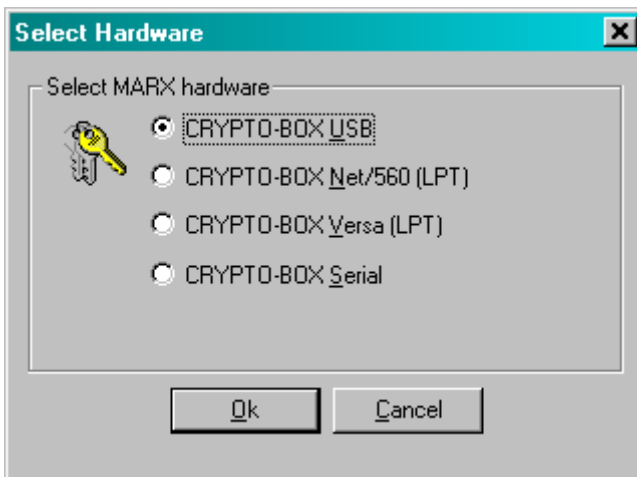 Select Hardware
Select MARX hardware
CRYPTO-BOX USB
CRYPTO-BOX Net/560 (LPT)
CRYPTO-BOX Versa (LPT)
CRYPTO-BOX Serial
Ok Cancel